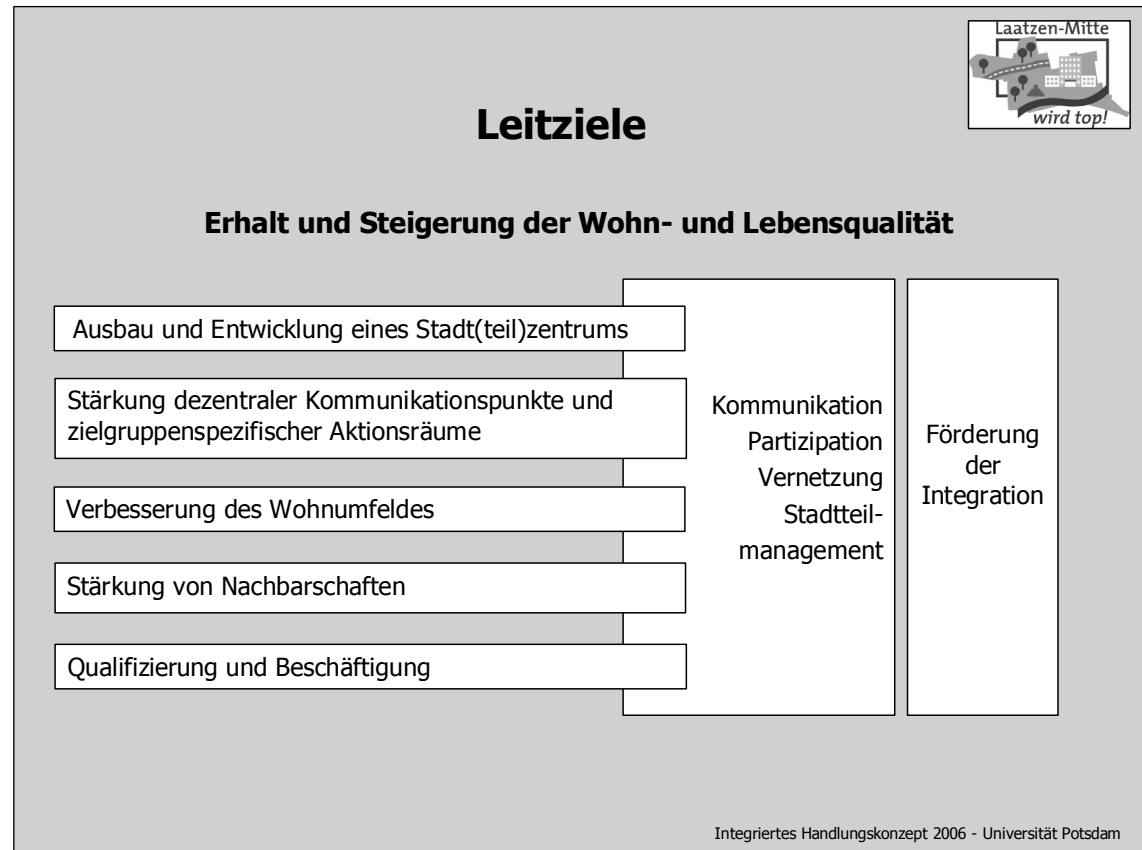 Laatzen-Mitte
wird top!
Leitziele
Erhalt und Steigerung der Wohn- und Lebensqualität
Ausbau und Entwicklung eines Stadt(teil)zentrums
Stärkung dezentraler Kommunikationspunkte und
zielgruppenspezifischer Aktionsräume
Verbesserung des Wohnumfeldes
Stärkung von Nachbarschaften
Qualifizierung und Beschäftigung
Kommunikation
Partizipation
Vernetzung
Stadtteil-
management
Förderung
der
Integration
Integriertes Handlungskonzept 2006 - Universität Potsdam